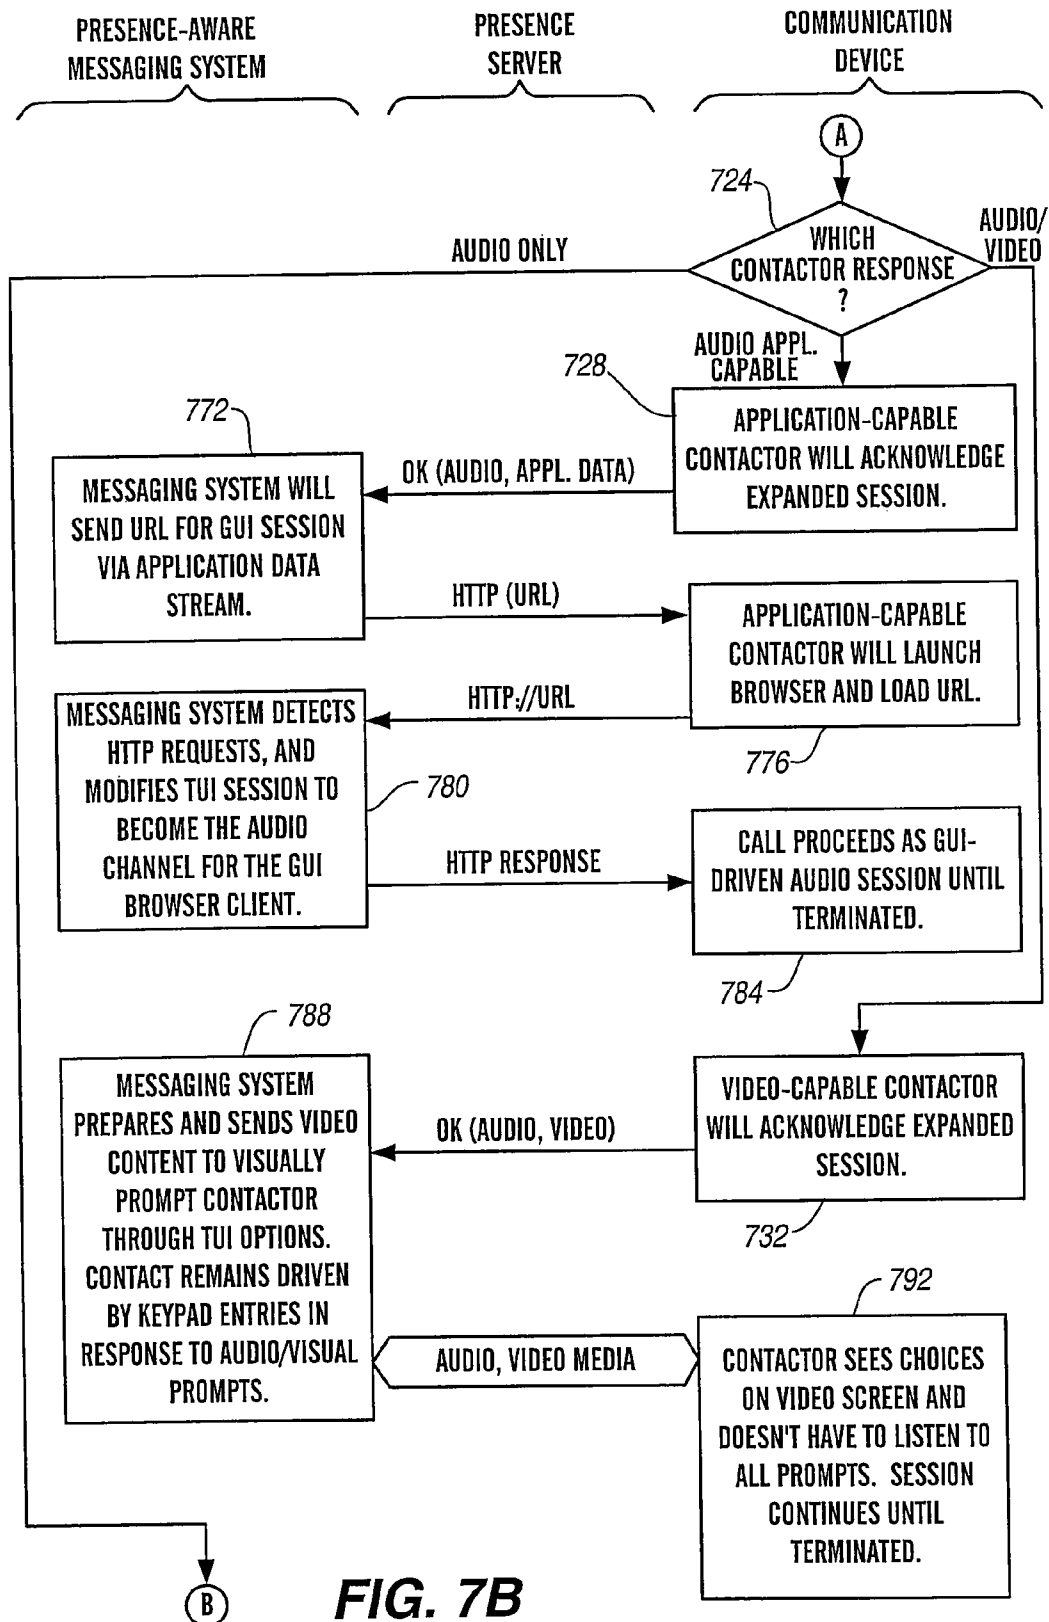 PRESENCE-AWARE
MESSAGING SYSTEM
PRESENCE
SERVER
COMMUNICATION
DEVICE
A
724
WHICH
CONTACTOR RESPONSE
?
AUDIO/
VIDEO
AUDIO ONLY
AUDIO APPL.
CAPABLE
728
APPLICATION-CAPABLE
CONTACTOR WILL ACKNOWLEDGE
EXPANDED SESSION.
772
OK (AUDIO, APPL. DATA)
MESSAGING SYSTEM WILL
SEND URL FOR GUI SESSION
VIA APPLICATION DATA
STREAM.
HTTP (URL)
APPLICATION-CAPABLE
CONTACTOR WILL LAUNCH
BROWSER AND LOAD URL.
776
HTTP://URL
MESSAGING SYSTEM DETECTS
HTTP REQUESTS, AND
MODIFIES TUI SESSION TO
BECOME THE AUDIO
CHANNEL FOR THE GUI
BROWSER CLIENT.
780
HTTP RESPONSE
CALL PROCEEDS AS GUI-
DRIVEN AUDIO SESSION UNTIL
TERMINATED.
784
788
VIDEO-CAPABLE CONTACTOR
WILL ACKNOWLEDGE EXPANDED
SESSION.
732
OK (AUDIO, VIDEO)
MESSAGING SYSTEM
PREPARES AND SENDS VIDEO
CONTENT TO VISUALLY
PROMPT CONTACTOR
THROUGH TUI OPTIONS.
CONTACT REMAINS DRIVEN
BY KEYPAD ENTRIES IN
RESPONSE TO AUDIO/VISUAL
PROMPTS.
AUDIO, VIDEO MEDIA
792
CONTACTOR SEES CHOICES
ON VIDEO SCREEN AND
DOESN'T HAVE TO LISTEN TO
ALL PROMPTS. SESSION
CONTINUES UNTIL
TERMINATED.
B
FIG. 7B